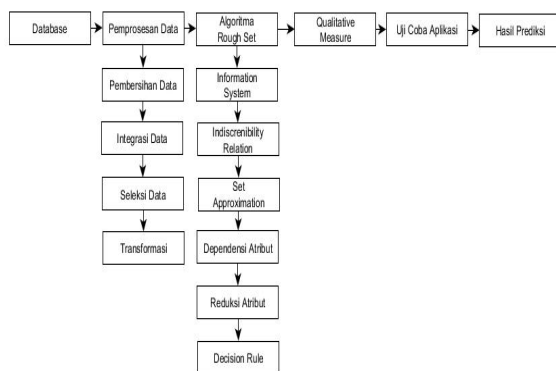 Database
Pemprosesan Data
Algoritma
Rough Set
Qualitative
Measure
Uji Coba Aplikasi
Hasil Prediksi
Pembersihan Data
Integrasi Data
Seleksi Data
Transformasi
Information
System
Indiscrenibility
Relation
Set
Approximation
Dependensi Atribut
Reduksi Atribut
Decision Rule